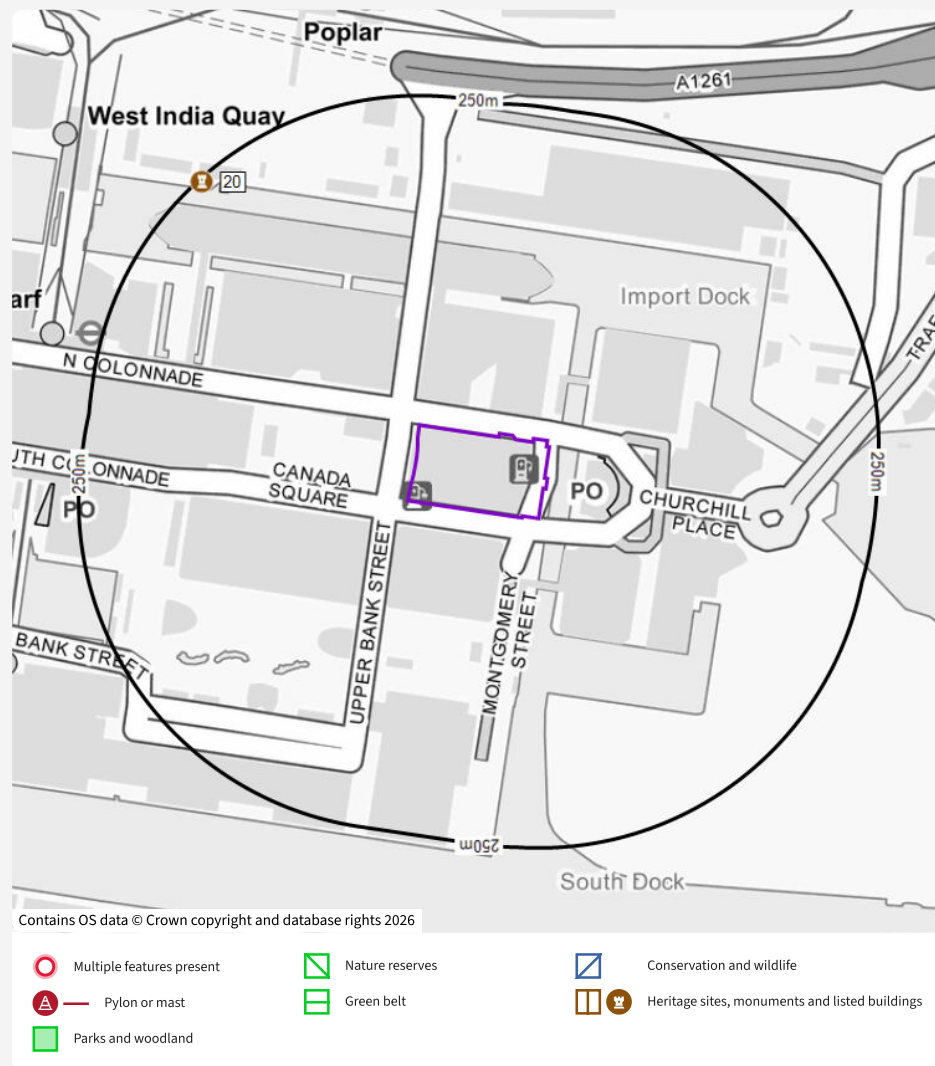 Poplar
A1261
250m
West India Quay
20
arf
Import Dock
TRAF
N COLONNADE
UTH COLONNADE
250m
CANADA
SQUARE
250m
PO
PO
CHURCHILL
PLACE
UPPER BANK STREET
MONTGOMERY
STREET
BANK STREET
250m
South Dock
Contains OS data © Crown copyright and database rights 2026
Multiple features present
Nature reserves
Conservation and wildlife
Pylon or mast
Green belt
Heritage sites, monuments and listed buildings
Parks and woodland